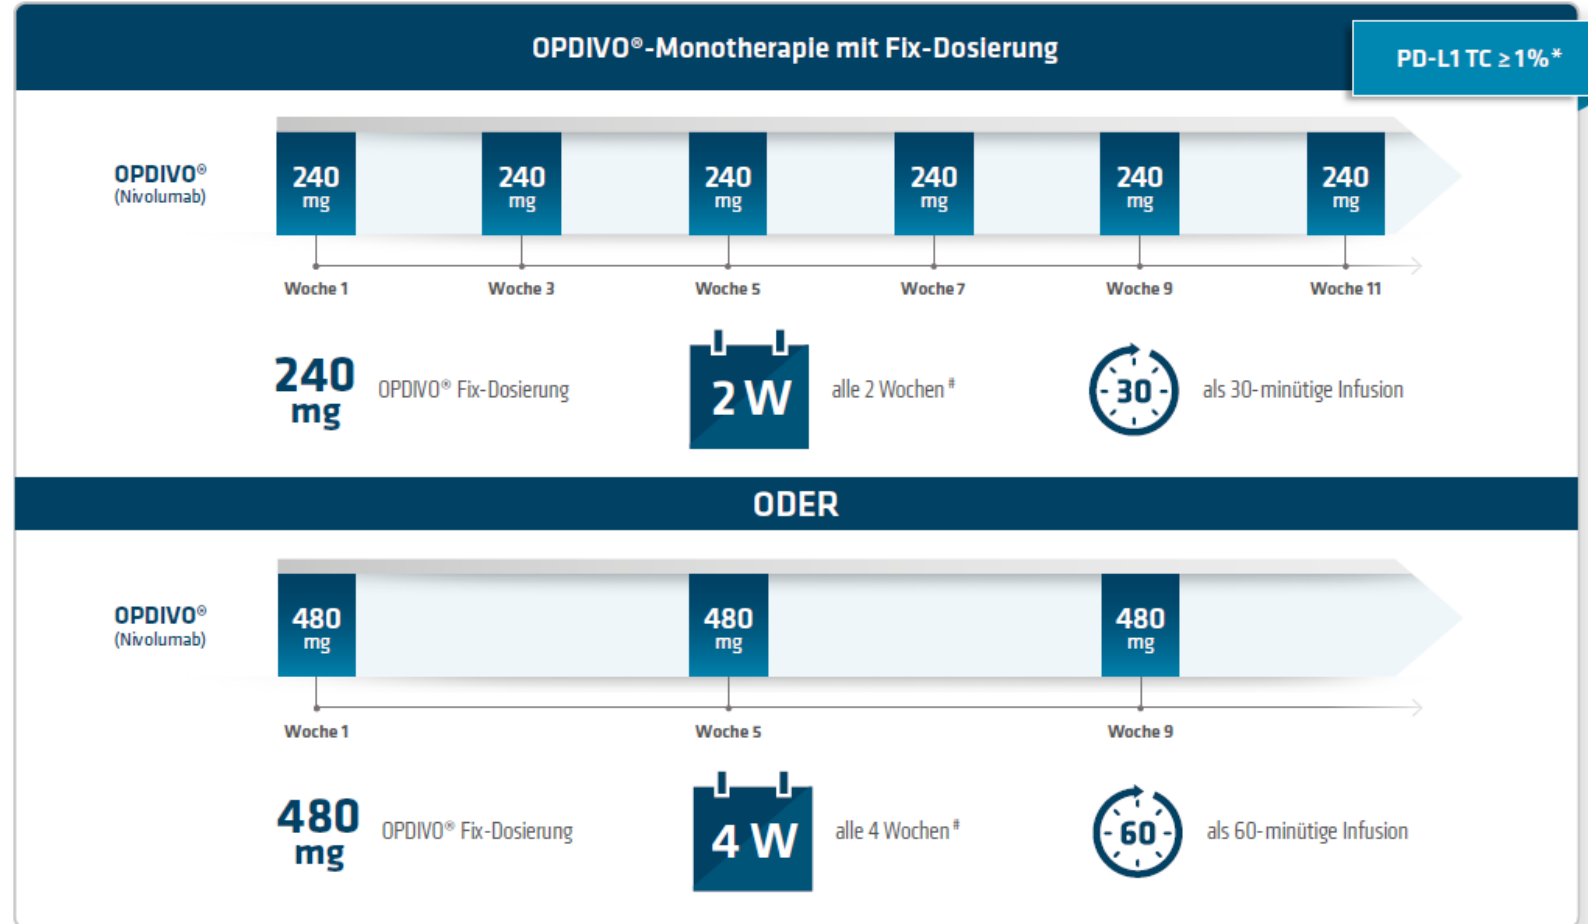 OPDIVO®-Monotherapie mit Fix-Dosierung
PD-L1 TC ≥ 1%*
OPDIVO®
(Nivolumab)
240 mg
240 mg
240 mg
240 mg
240 mg
240 mg
Woche 1
Woche 3
Woche 5
Woche 7
Woche 9
Woche 11
240 mg
OPDIVO® Fix-Dosierung
2 W
alle 2 Wochen#
30
als 30-minütige Infusion
ODER
OPDIVO®
(Nivolumab)
480 mg
480 mg
480 mg
Woche 1
Woche 5
Woche 9
480 mg
OPDIVO® Fix-Dosierung
4 W
alle 4 Wochen#
60
als 60-minütige Infusion